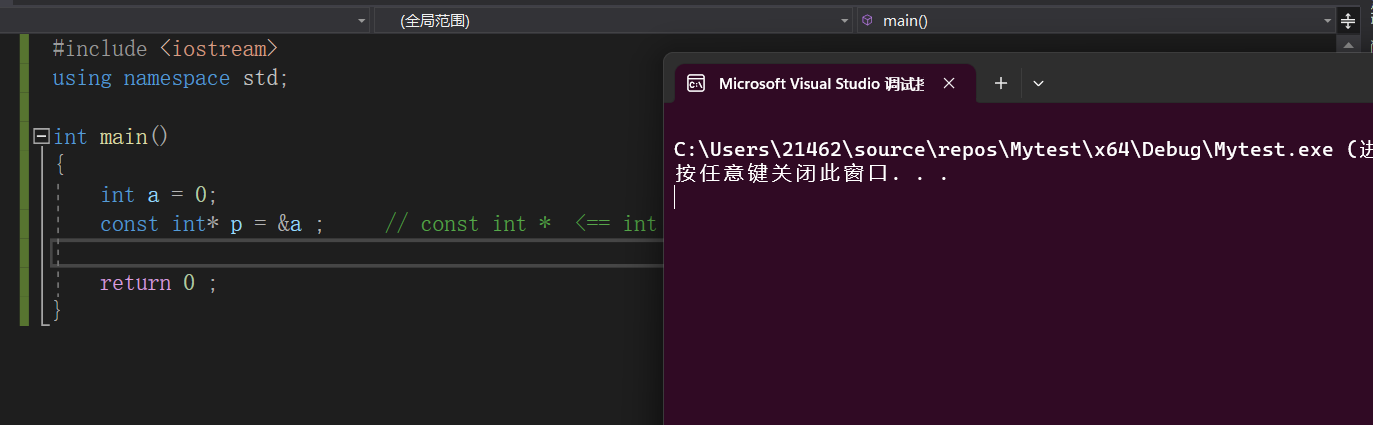 (全局范围)
main()
#include <iostream>
using namespace std;
int main()
{
int a = 0;
const int* p = &a ;     // const int *  <== int
return 0 ;
}
Microsoft Visual Studio 调试
C:\Users\21462\source\repos\Mytest\x64\Debug\Mytest.exe (进
按任意键关闭此窗口. . .